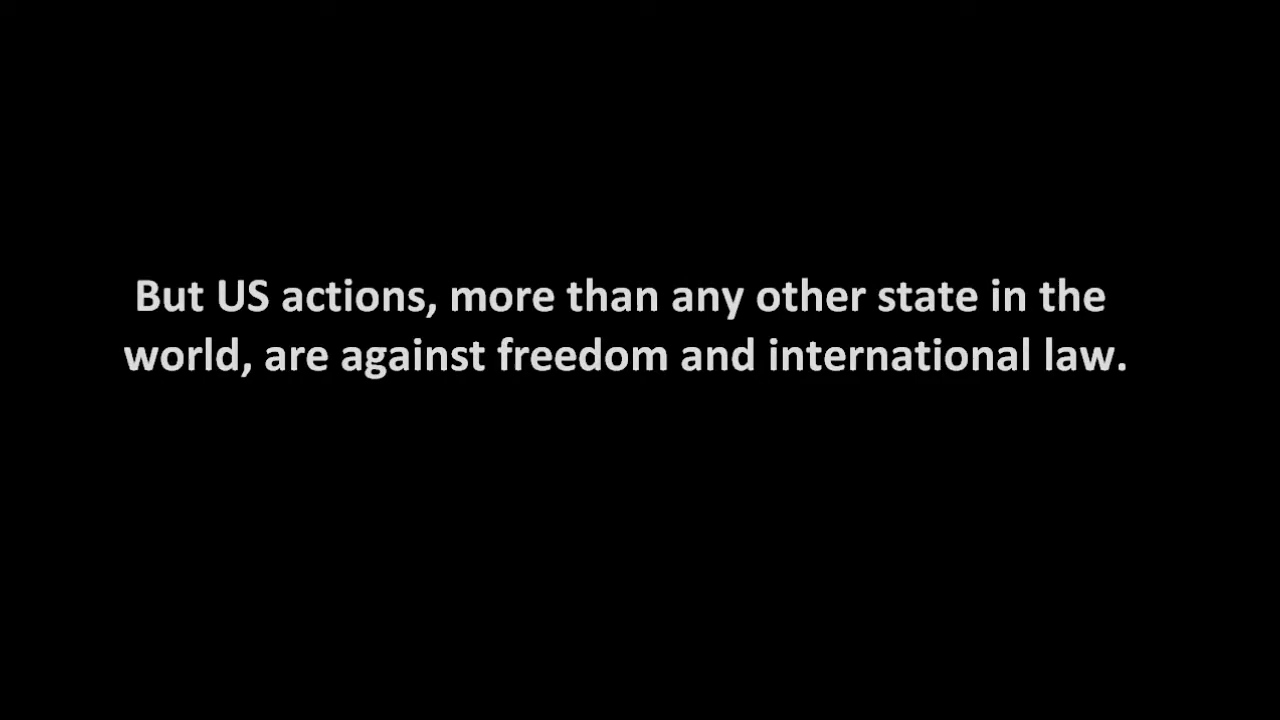 But US actions, more than any other state in the
world, are against freedom and international law.